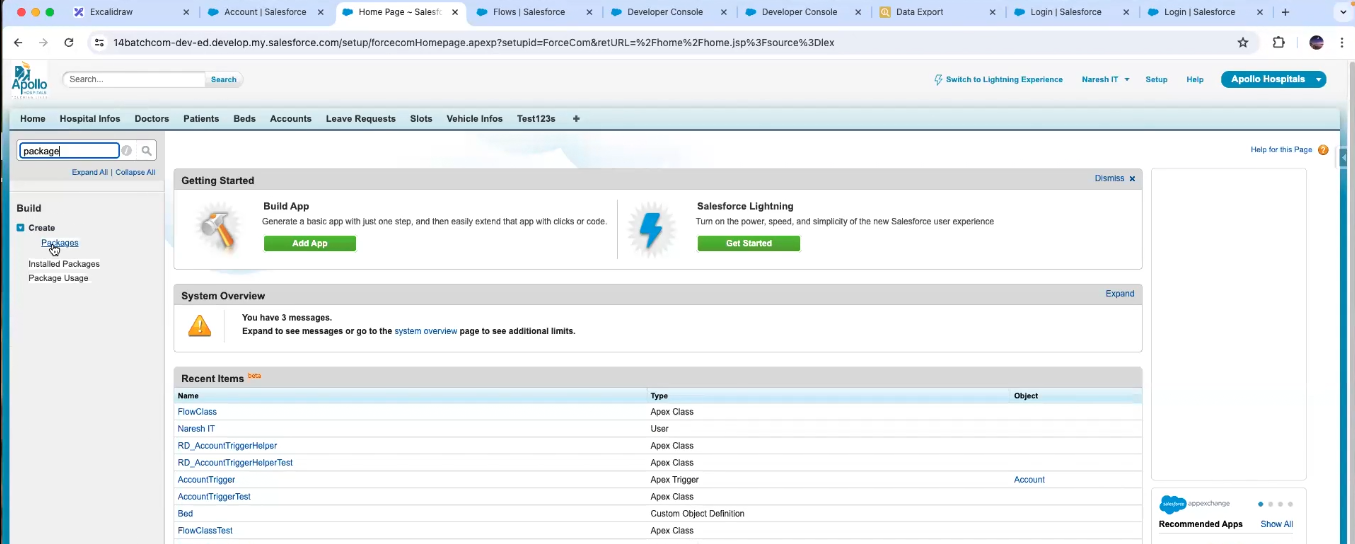 Excalidraw
Account | Salesforce
Home Page ~ Salesf
Flows | Salesforce
Developer Console
Developer Console
Data Export
Login | Salesforce
Login | Salesforce
14batchcom-dev-ed.develop.my.salesforce.com/setup/forcecomHomepage.apexp?setupid=ForceCom&retURL=%2Fhome%2Fhome.jsp%3Fsource%3Dlex
Apollo
HOSPITALS
Search...
Search
Switch to Lightning Experience
Naresh IT
Setup
Help
Apollo Hospitals
Home
Hospital Infos
Doctors
Patients
Beds
Accounts
Leave Requests
Slots
Vehicle Infos
Test123s
+
package
Expand All | Collapse All
Build
Create
Packages
Installed Packages
Package Usage
Help for this Page
Getting Started
Dismiss
Build App
Generate a basic app with just one step, and then easily extend that app with clicks or code.
Add App
Salesforce Lightning
Turn on the power, speed, and simplicity of the new Salesforce user experience
Get Started
System Overview
Expand
You have 3 messages.
Expand to see messages or go to the system overview page to see additional limits.
Recent Items beta
Name Type Object
FlowClass Apex Class
Naresh IT User
RD_AccountTriggerHelper Apex Class
RD_AccountTriggerHelperTest Apex Class
AccountTrigger Apex Trigger Account
AccountTriggerTest Apex Class
Bed Custom Object Definition
FlowClassTest Apex Class
salesforce appexchange
Recommended Apps Show All